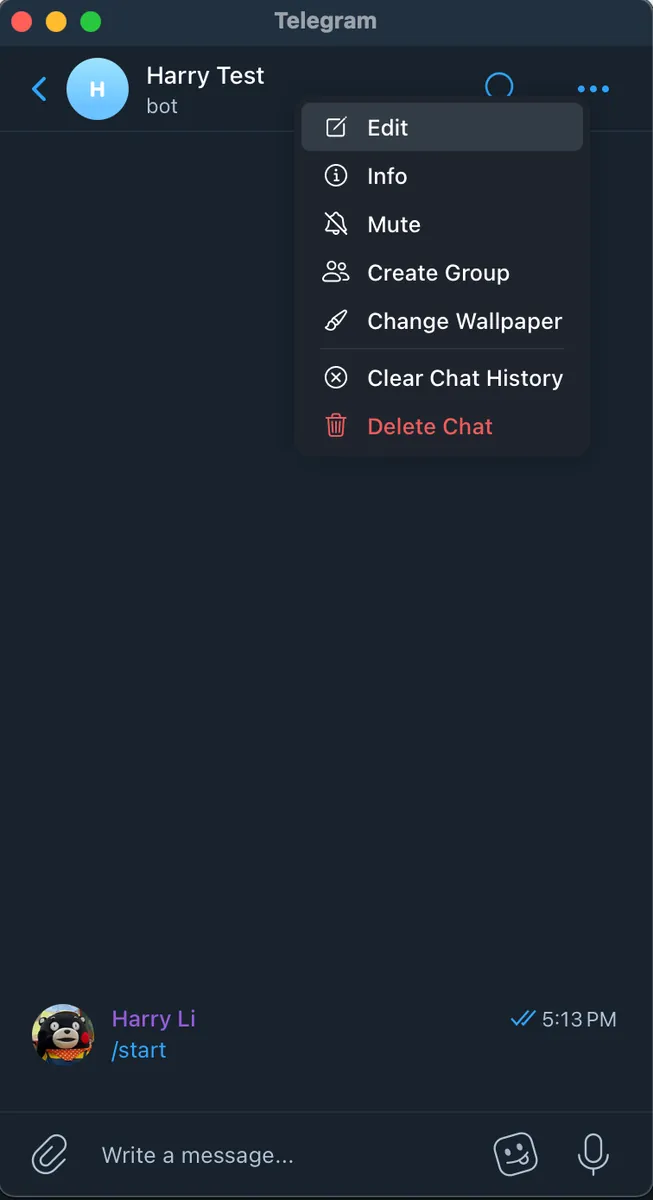 Telegram
H
Harry Test
bot
Edit
Info
Mute
Create Group
Change Wallpaper
Clear Chat History
Delete Chat
Harry Li
5:13 PM
/start
Write a message...